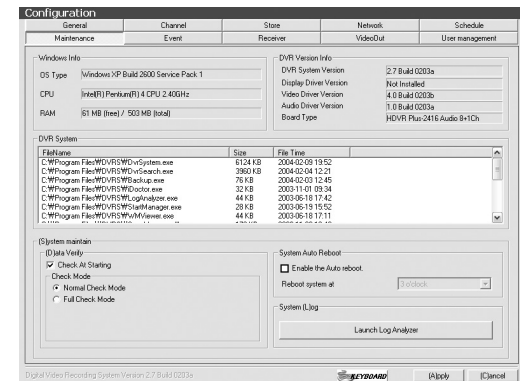 Configuration
General Channel Store Network Schedule
Maintenance Event Receiver VideoOut User management
Windows Info
OS Type Windows XP Build 2600 Service Pack 1
CPU Intel(R) Pentium(R) 4 CPU 2.40GHz
RAM 61 MB (free) / 503 MB (total)
DVR Version Info
DVR System Version 2.7 Build 0203a
Display Driver Version Not Installed
Video Driver Version 4.0 Build 0203b
Audio Driver Version 1.0 Build 0203a
Board Type HDVR Plus-2416 Audio 8+1Ch
DVR System
FileName Size File Time
C:₩Program Files₩DVRS₩DvrSystem.exe 6124 KB 2004-02-09 19:52
C:₩Program Files₩DVRS₩DvrSearch.exe 3960 KB 2004-02-04 12:21
C:₩Program Files₩DVRS₩Backup.exe 76 KB 2004-02-03 12:45
C:₩Program Files₩DVRS₩iDoctor.exe 32 KB 2003-11-01 09:34
C:₩Program Files₩DVRS₩LogAnalyzer.exe 44 KB 2003-06-18 17:42
C:₩Program Files₩DVRS₩StartManager.exe 28 KB 2003-06-19 15:52
C:₩Program Files₩DVRS₩WMViewer.exe 44 KB 2003-06-18 17:11
(S)ystem maintain
(D)ata Verify
Check At Starting
Check Mode
Normal Check Mode
Full Check Mode
System Auto Reboot
Enable the Auto reboot.
Reboot system at 3 o'clock
System (L)og
Launch Log Analyzer
Digital Video Recording System Version 2.7 Build 0203a
KEYBOARD (A)pply (C)ancel